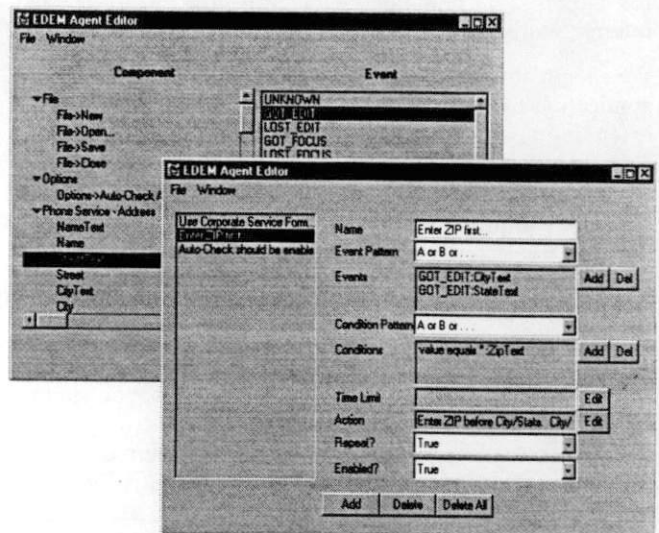 EDEM Agent Editor
File Window
Component Event
File
File->New
File->Open...
File->Save
File->Close
Options
Options->Auto-Check A
Phone Service - Address
NameText
Name
Street
CityText
City
UNKNOWN
GOT_EDIT
LOST_EDIT
GOT_FOCUS
LOST_FOCUS
EDEM Agent Editor
File Window
Use Corporate Service Form...
Enter ZIP first...
Auto-Check should be enable
Name Enter ZIP first...
Event Pattern A or B or . . .
Events GOT_EDIT:CityText Add Del
GOT_EDIT:StateText
Condition Pattern A or B or . . .
Conditions value equals *:ZipText Add Del
Time Limit Edit
Action Enter ZIP before City/State. City/ Edit
Repeat? True
Enabled? True
Add Delete Delete All